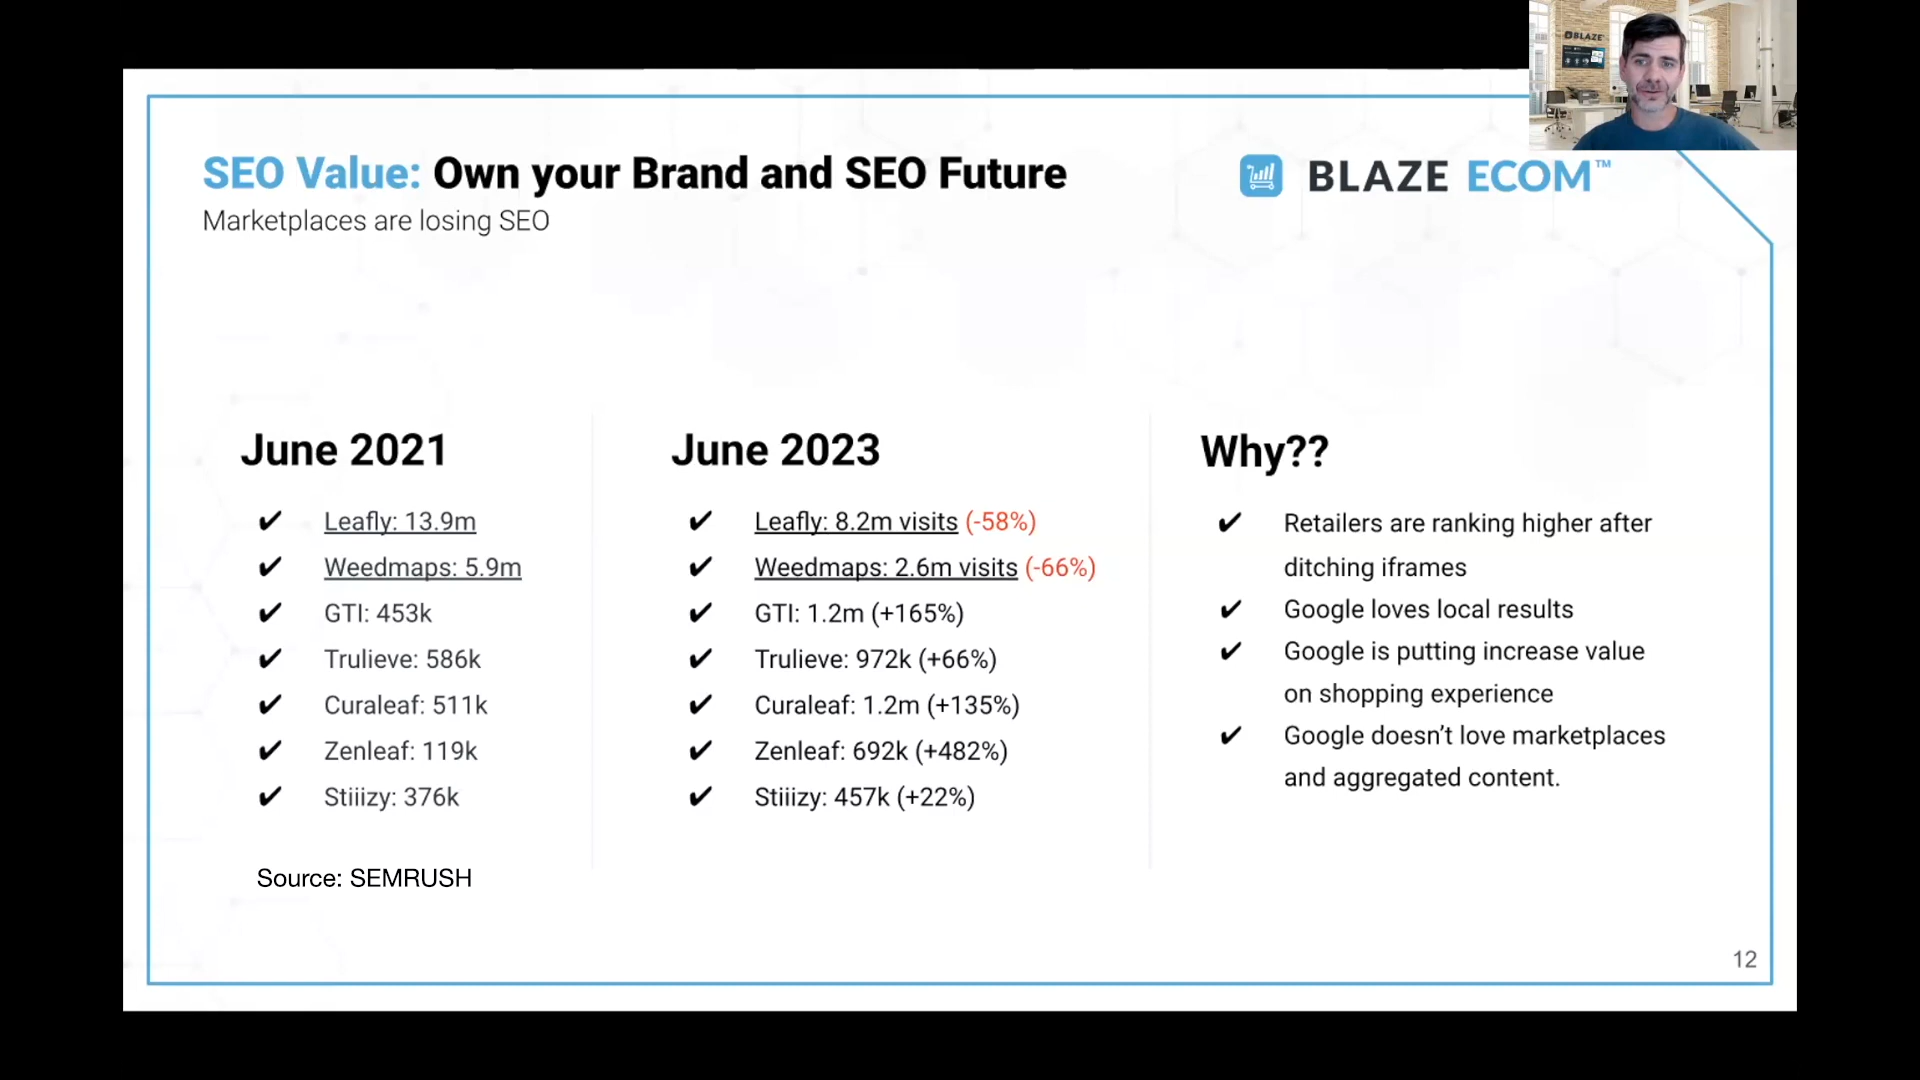 BLAZE
SEO Value: Own your Brand and SEO Future
Marketplaces are losing SEO
BLAZE ECOM™
June 2021
✔ Leafly: 13.9m
✔ Weedmaps: 5.9m
✔ GTI: 453k
✔ Trulieve: 586k
✔ Curaleaf: 511k
✔ Zenleaf: 119k
✔ Stiiizy: 376k
Source: SEMRUSH
June 2023
✔ Leafly: 8.2m visits (-58%)
✔ Weedmaps: 2.6m visits (-66%)
✔ GTI: 1.2m (+165%)
✔ Trulieve: 972k (+66%)
✔ Curaleaf: 1.2m (+135%)
✔ Zenleaf: 692k (+482%)
✔ Stiiizy: 457k (+22%)
Why??
✔ Retailers are ranking higher after
ditching iframes
✔ Google loves local results
✔ Google is putting increase value
on shopping experience
✔ Google doesn’t love marketplaces
and aggregated content.
12